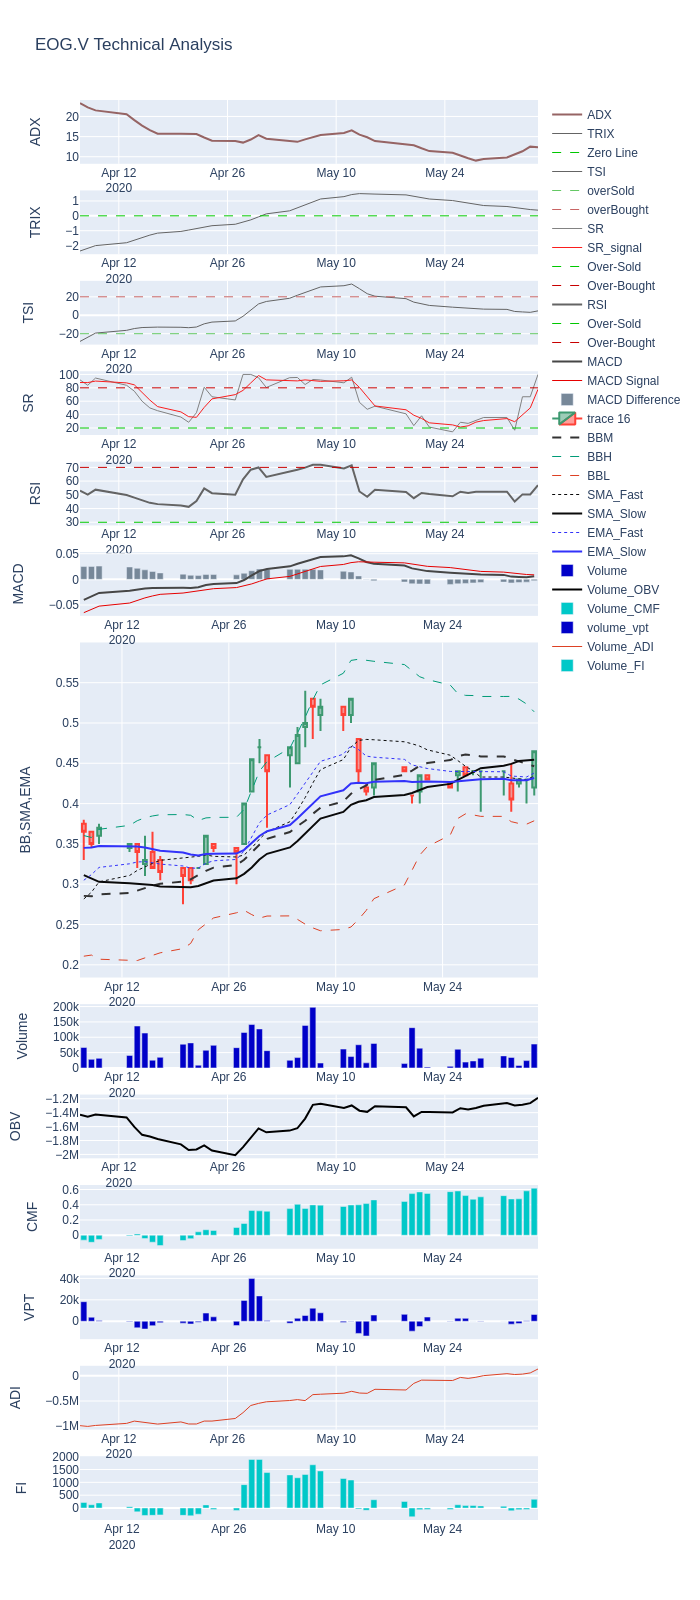 EOG.V Technical Analysis
ADX
20
15
10
Apr 12
2020
Apr 26
May 10
May 24
TRIX
1
0
−1
−2
Apr 12
2020
Apr 26
May 10
May 24
TSI
20
0
−20
Apr 12
2020
Apr 26
May 10
May 24
SR
100
80
60
40
20
Apr 12
2020
Apr 26
May 10
May 24
RSI
70
60
50
40
30
Apr 12
2020
Apr 26
May 10
May 24
MACD
0.05
0
−0.05
Apr 12
2020
Apr 26
May 10
May 24
BB,SMA,EMA
0.55
0.5
0.45
0.4
0.35
0.3
0.25
0.2
Apr 12
2020
Apr 26
May 10
May 24
Volume
200k
150k
100k
50k
0
Apr 12
2020
Apr 26
May 10
May 24
OBV
−1.2M
−1.4M
−1.6M
−1.8M
−2M
Apr 12
2020
Apr 26
May 10
May 24
CMF
0.6
0.4
0.2
0
Apr 12
2020
Apr 26
May 10
May 24
VPT
40k
20k
0
Apr 12
2020
Apr 26
May 10
May 24
ADI
0
−0.5M
−1M
Apr 12
2020
Apr 26
May 10
May 24
FI
2000
1500
1000
500
0
Apr 12
2020
Apr 26
May 10
May 24
ADX
TRIX
Zero Line
TSI
overSold
overBought
SR
SR_signal
Over-Sold
Over-Bought
RSI
Over-Sold
Over-Bought
MACD
MACD Signal
MACD Difference
trace 16
BBM
BBH
BBL
SMA_Fast
SMA_Slow
EMA_Fast
EMA_Slow
Volume
Volume_OBV
Volume_CMF
volume_vpt
Volume_ADI
Volume_FI